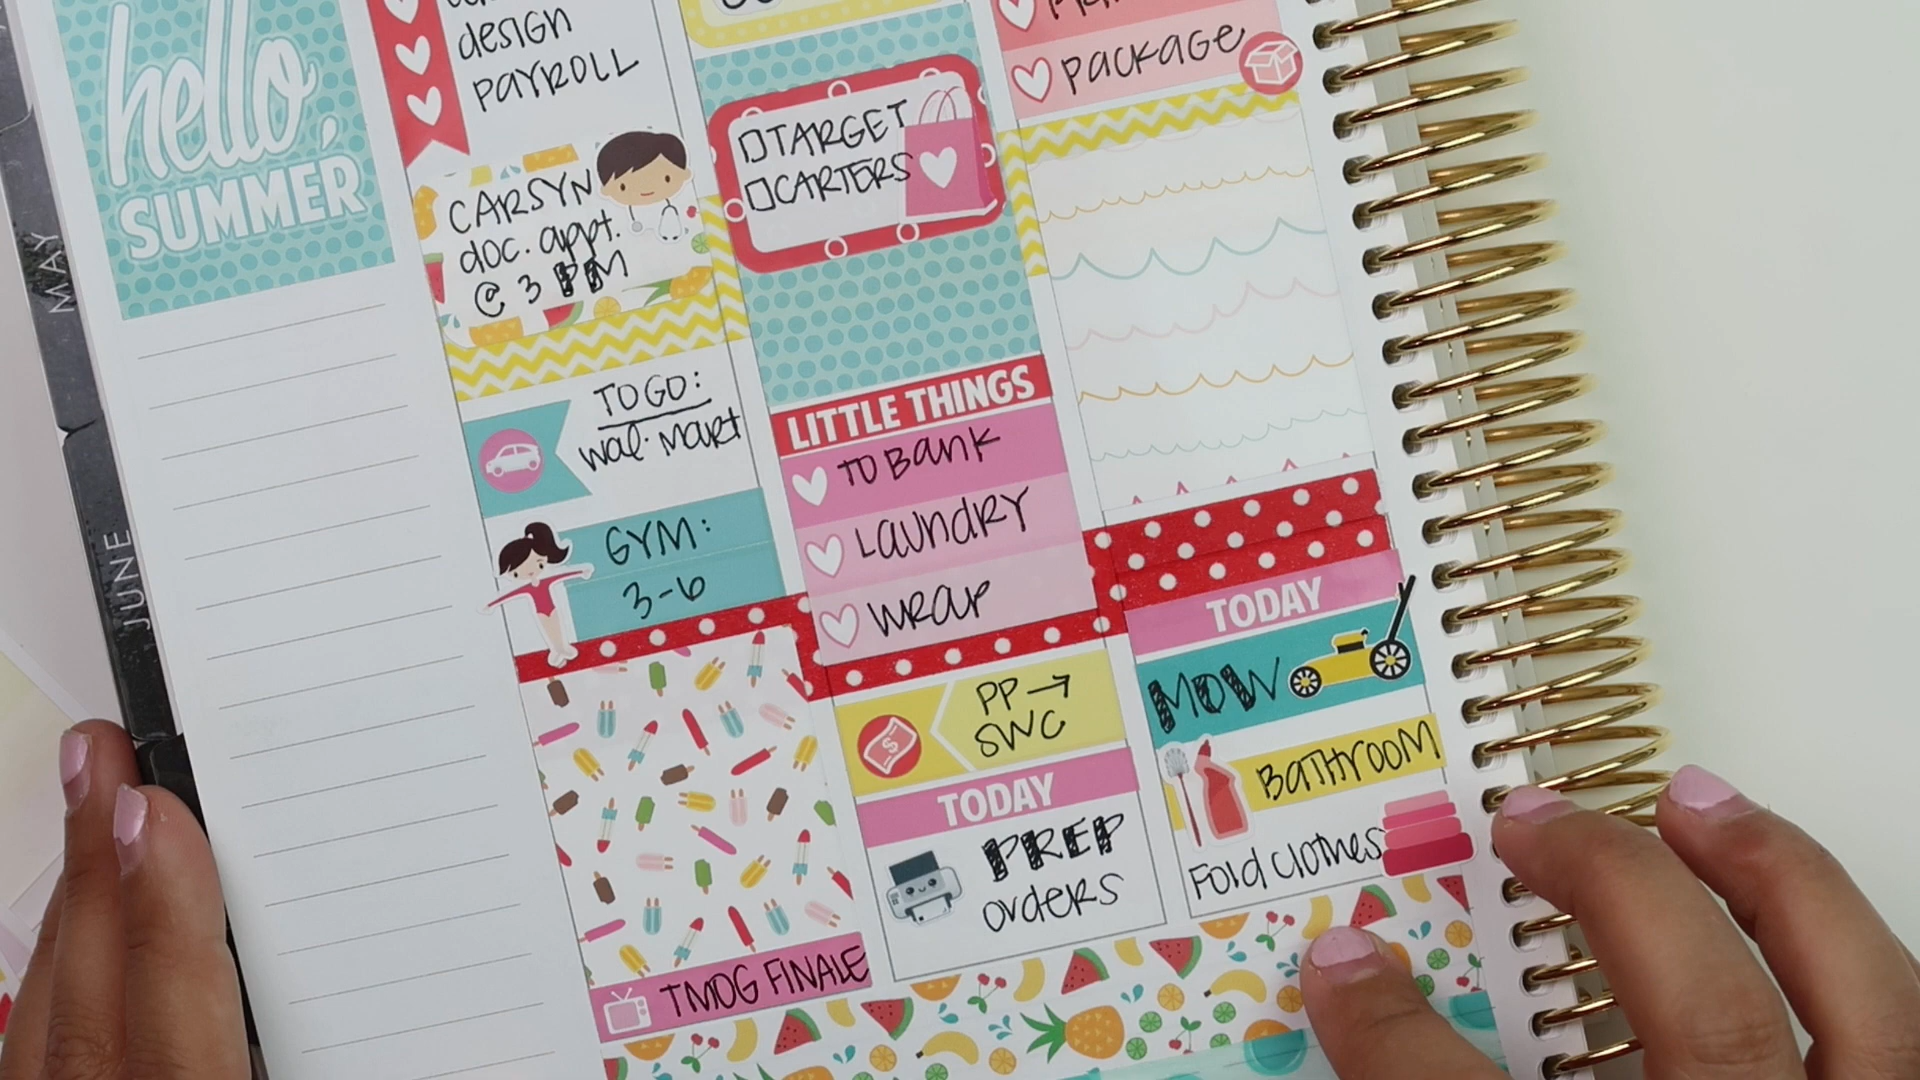 hello,
SUMMER
MAY
JUNE
design
PAYROLL
CARSYN
doc. appt.
@ 3 PM
TO GO:
wal-mart
GYM:
3-6
TMOG FINALE
TARGET
CARTERS
LITTLE THINGS
TO BANK
LAUNDRY
WRAP
PP →
SWC
TODAY
PREP
orders
PACKAGE
TODAY
MOW
BATHROOM
FOLD CLOTHES